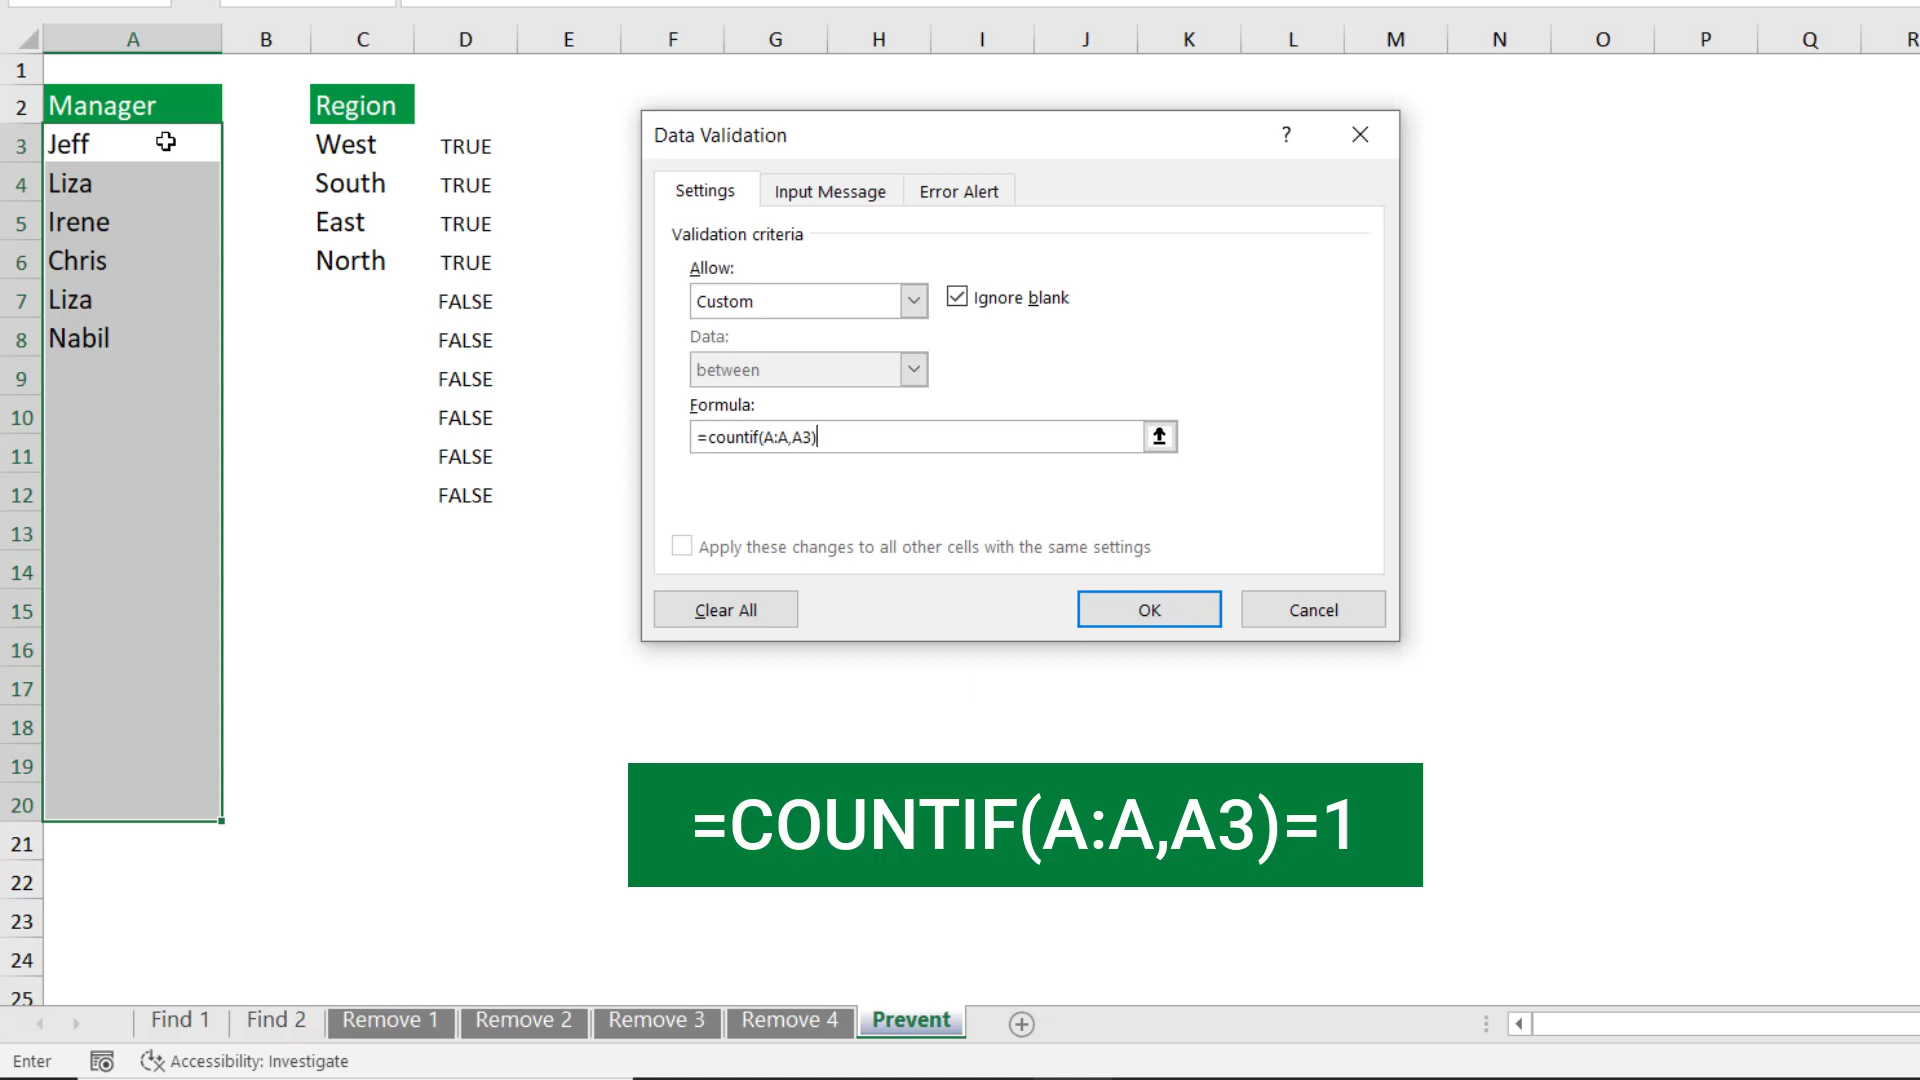 A B C D E F G H I J K L M N O P Q R
1
2 Manager Region
3 Jeff West TRUE
4 Liza South TRUE
5 Irene East TRUE
6 Chris North TRUE
7 Liza FALSE
8 Nabil FALSE
9 FALSE
10 FALSE
11 FALSE
12 FALSE
13
14
15
16
17
18
19
20
21
22
23
24
25
Data Validation ?
Settings Input Message Error Alert
Validation criteria
Allow:
Custom Ignore blank
Data:
between
Formula:
=countif(A:A,A3)
Apply these changes to all other cells with the same settings
Clear All OK Cancel
=COUNTIF(A:A,A3)=1
Find 1 Find 2 Remove 1 Remove 2 Remove 3 Remove 4 Prevent
Enter Accessibility: Investigate